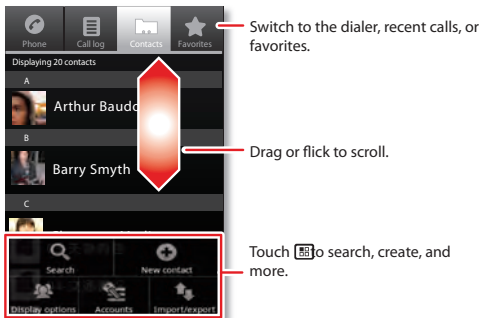 Phone
Call log
Contacts
Favorites
Switch to the dialer, recent calls, or
favorites.
Displaying 20 contacts
A
Arthur Baudo
B
Barry Smyth
Drag or flick to scroll.
C
Touch to search, create, and
more.
Search
New contact
Display options
Accounts
Import/export